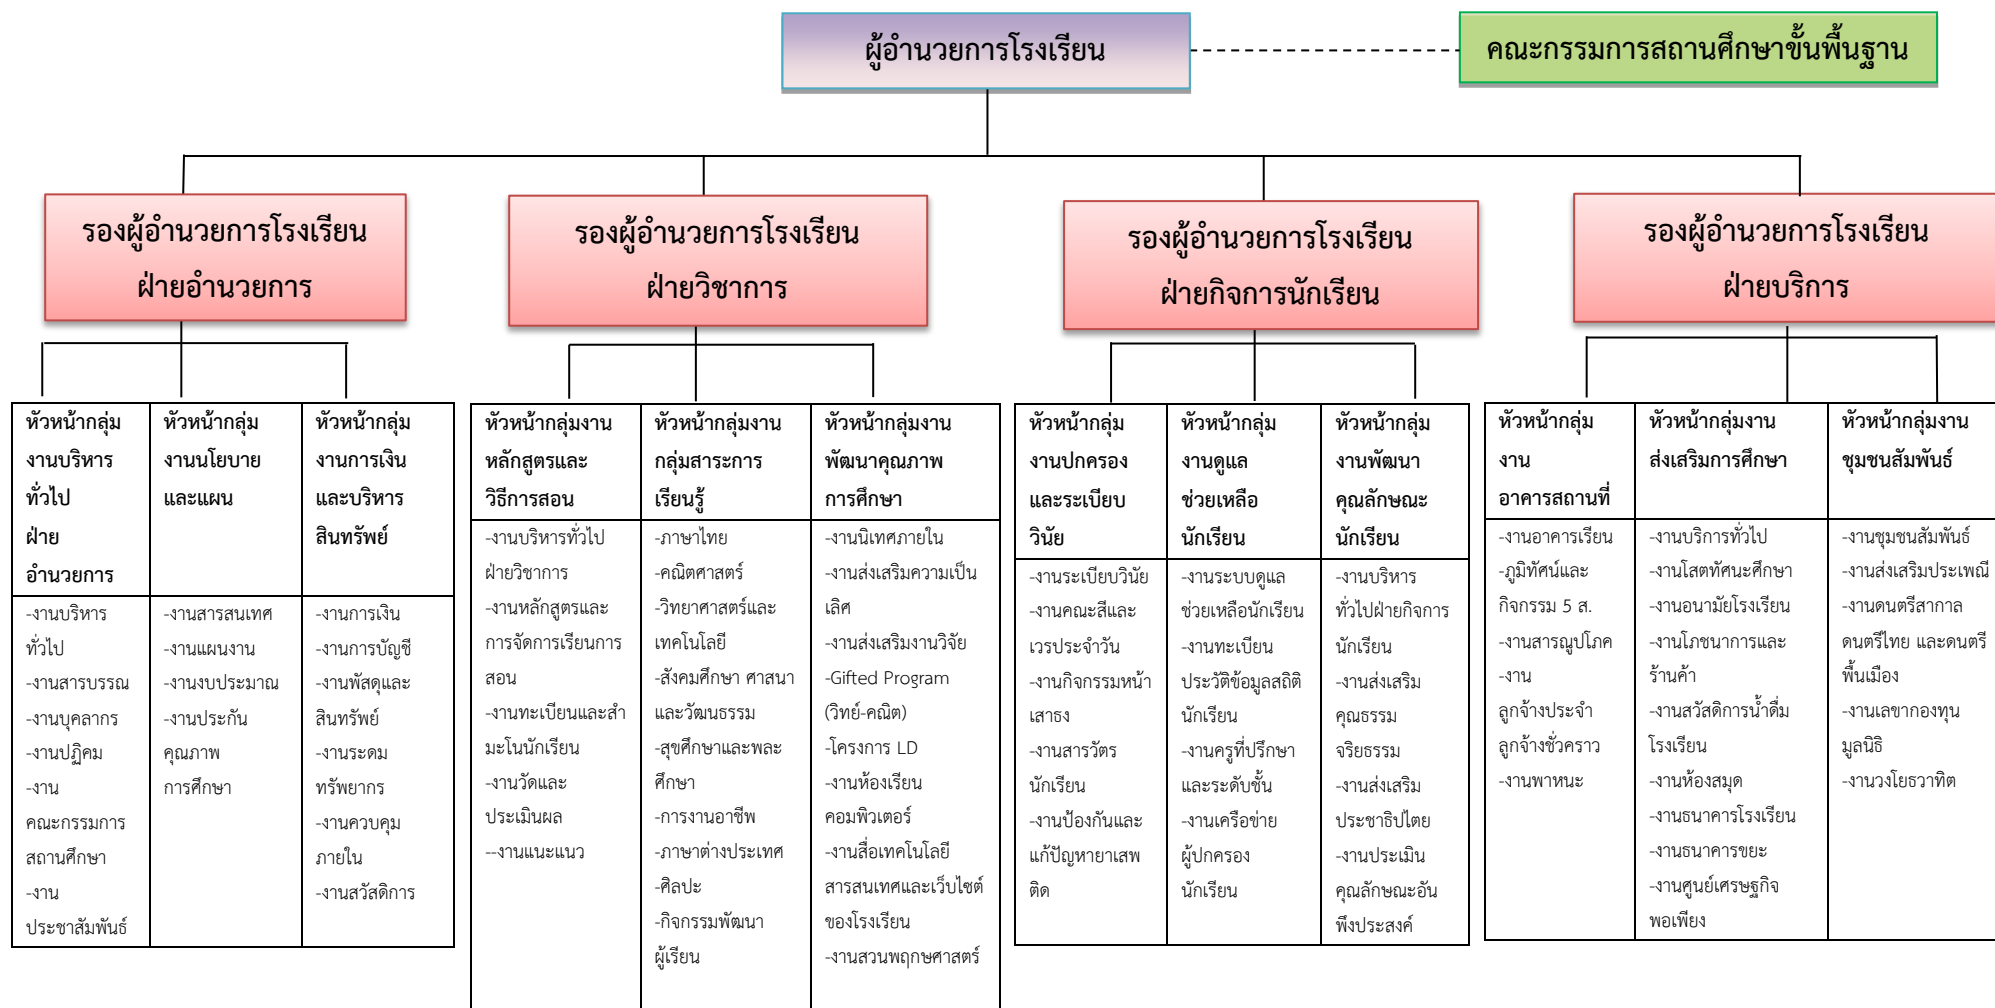 ผู้อำนวยการโรงเรียน
คณะกรรมการสถานศึกษาขั้นพื้นฐาน
รองผู้อำนวยการโรงเรียน
ฝ่ายอำนวยการ
รองผู้อำนวยการโรงเรียน
ฝ่ายวิชาการ
รองผู้อำนวยการโรงเรียน
ฝ่ายกิจการนักเรียน
รองผู้อำนวยการโรงเรียน
ฝ่ายบริการ
หัวหน้ากลุ่ม
งานบริหาร
ทั่วไป
ฝ่าย
อำนวยการ
-งานบริหาร
ทั่วไป
-งานสารบรรณ
-งานบุคลากร
-งานปฏิคม
-งาน
คณะกรรมการ
สถานศึกษา
-งาน
ประชาสัมพันธ์
หัวหน้ากลุ่ม
งานนโยบาย
และแผน
-งานสารสนเทศ
-งานแผนงาน
-งานงบประมาณ
-งานประกัน
คุณภาพ
การศึกษา
หัวหน้ากลุ่ม
งานการเงิน
และบริหาร
สินทรัพย์
-งานการเงิน
-งานการบัญชี
-งานพัสดุและ
สินทรัพย์
-งานระดม
ทรัพยากร
-งานควบคุม
ภายใน
-งานสวัสดิการ
หัวหน้ากลุ่มงาน
หลักสูตรและ
วิธีการสอน
-งานบริหารทั่วไป
ฝ่ายวิชาการ
-งานหลักสูตรและ
การจัดการเรียนการ
สอน
-งานทะเบียนและสำ
มะโนนักเรียน
-งานวัดและ
ประเมินผล
--งานแนะแนว
หัวหน้ากลุ่มงาน
กลุ่มสาระการ
เรียนรู้
-ภาษาไทย
-คณิตศาสตร์
-วิทยาศาสตร์และ
เทคโนโลยี
-สังคมศึกษา ศาสนา
และวัฒนธรรม
-สุขศึกษาและพละ
ศึกษา
-การงานอาชีพ
-ภาษาต่างประเทศ
-ศิลปะ
-กิจกรรมพัฒนา
ผู้เรียน
หัวหน้ากลุ่มงาน
พัฒนาคุณภาพ
การศึกษา
-งานนิเทศภายใน
-งานส่งเสริมความเป็น
เลิศ
-งานส่งเสริมงานวิจัย
-Gifted Program
(วิทย์-คณิต)
-โครงการ LD
-งานห้องเรียน
คอมพิวเตอร์
-งานสื่อเทคโนโลยี
สารสนเทศและเว็บไซต์
ของโรงเรียน
-งานสวนพฤกษศาสตร์
หัวหน้ากลุ่ม
งานปกครอง
และระเบียบ
วินัย
-งานระเบียบวินัย
-งานคณะสีและ
เวรประจำวัน
-งานกิจกรรมหน้า
เสาธง
-งานสารวัตร
นักเรียน
-งานป้องกันและ
แก้ปัญหายาเสพ
ติด
หัวหน้ากลุ่ม
งานดูแล
ช่วยเหลือ
นักเรียน
-งานระบบดูแล
ช่วยเหลือนักเรียน
-งานทะเบียน
ประวัติข้อมูลสถิติ
นักเรียน
-งานครูที่ปรึกษา
และระดับชั้น
-งานเครือข่าย
ผู้ปกครอง
นักเรียน
หัวหน้ากลุ่ม
งานพัฒนา
คุณลักษณะ
นักเรียน
-งานบริหาร
ทั่วไปฝ่ายกิจการ
นักเรียน
-งานส่งเสริม
คุณธรรม
จริยธรรม
-งานส่งเสริม
ประชาธิปไตย
-งานประเมิน
คุณลักษณะอัน
พึงประสงค์
หัวหน้ากลุ่ม
งาน
อาคารสถานที่
-งานอาคารเรียน
-ภูมิทัศน์และ
กิจกรรม 5 ส.
-งานสารณูปโภค
-งาน
ลูกจ้างประจำ
ลูกจ้างชั่วคราว
-งานพาหนะ
หัวหน้ากลุ่มงาน
ส่งเสริมการศึกษา
-งานบริการทั่วไป
-งานโสตทัศนะศึกษา
-งานอนามัยโรงเรียน
-งานโภชนาการและ
ร้านค้า
-งานสวัสดิการน้ำดื่ม
โรงเรียน
-งานห้องสมุด
-งานธนาคารโรงเรียน
-งานธนาคารขยะ
-งานศูนย์เศรษฐกิจ
พอเพียง
หัวหน้ากลุ่มงาน
ชุมชนสัมพันธ์
-งานชุมชนสัมพันธ์
-งานส่งเสริมประเพณี
-งานดนตรีสากาล
ดนตรีไทย และดนตรี
พื้นเมือง
-งานเลขากองทุน
มูลนิธิ
-งานวงโยธวาทิต